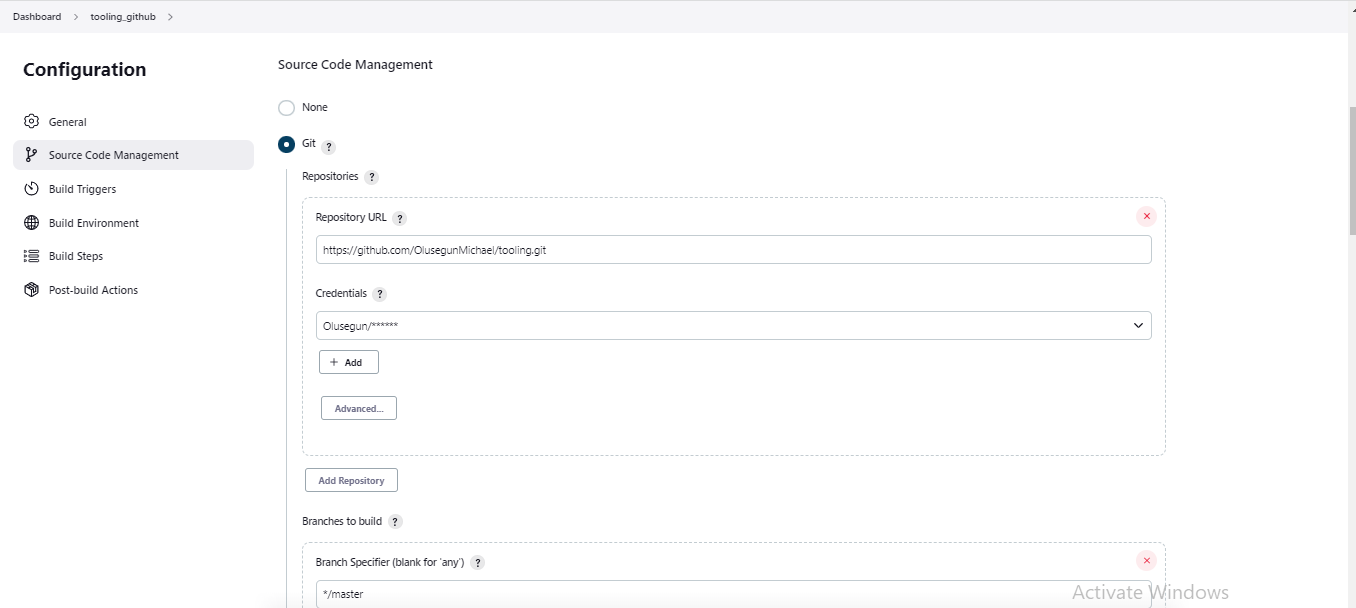 Dashboard > tooling_github >
Configuration
General
Source Code Management
Build Triggers
Build Environment
Build Steps
Post-build Actions
Source Code Management
None
Git ?
Repositories ?
Repository URL ?
https://github.com/OlusegunMichael/tooling.git
Credentials ?
Olusegun/******
+ Add
Advanced...
Add Repository
Branches to build ?
Branch Specifier (blank for 'any') ?
*/master
Activate Windows